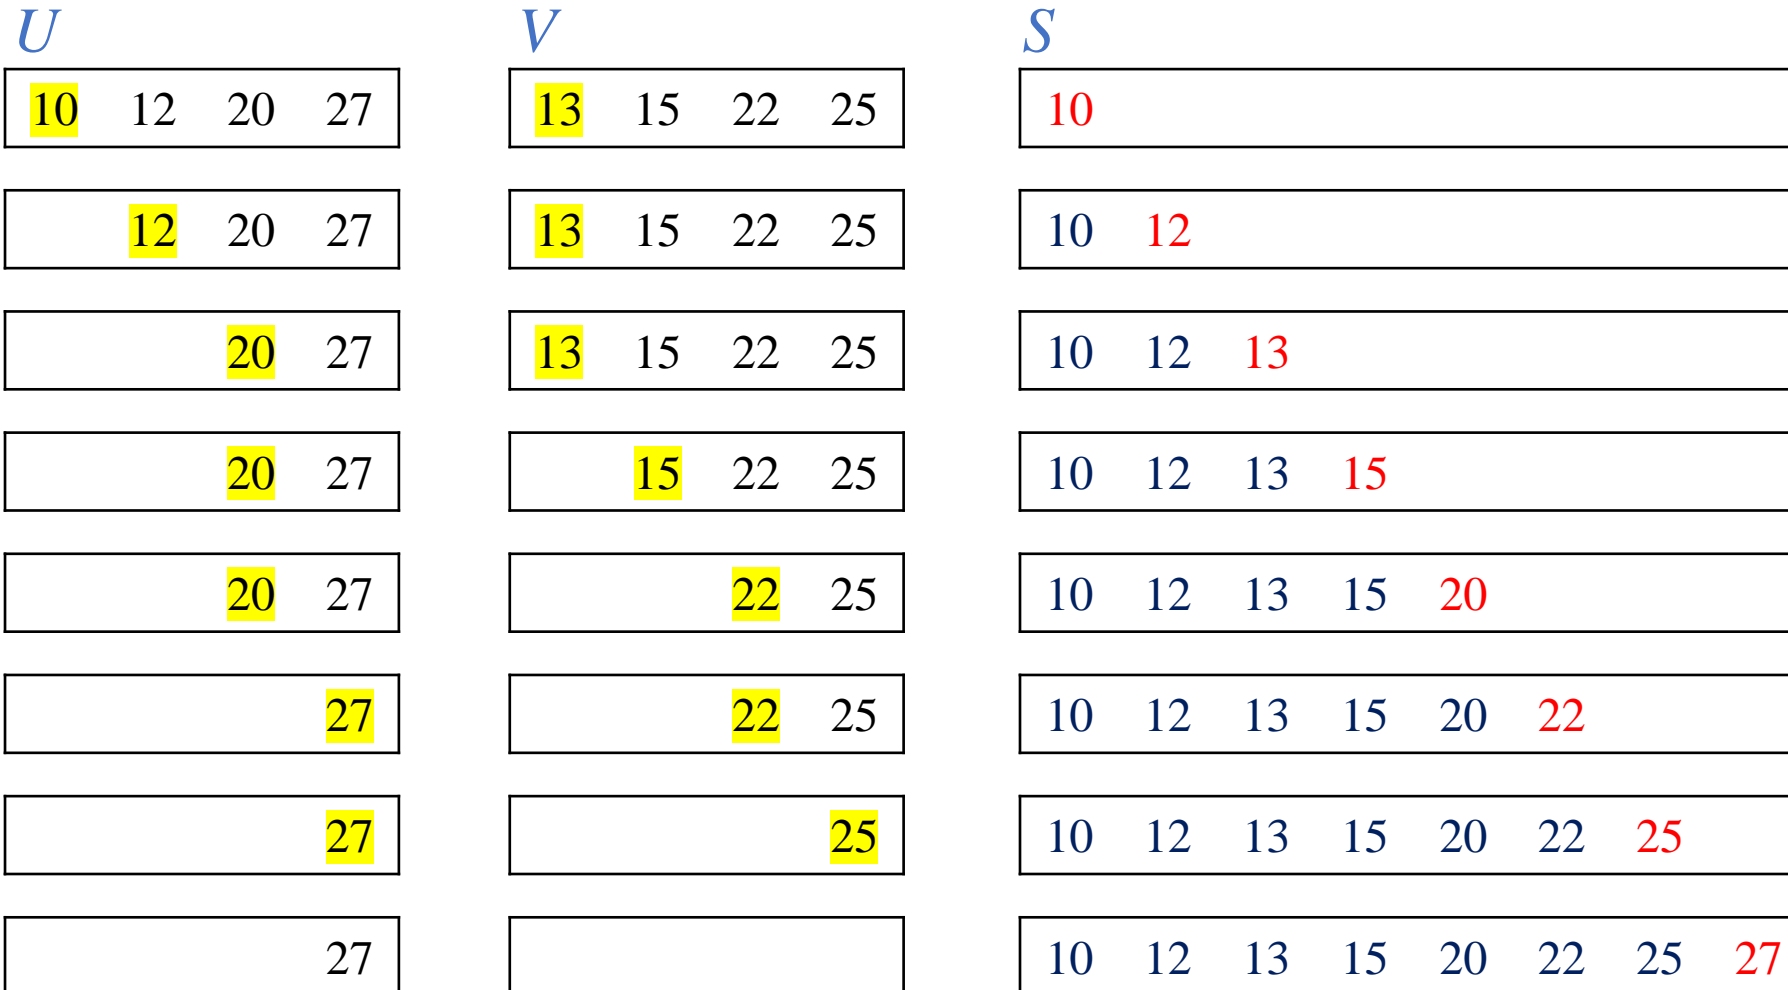 U V S
10 12 20 27 13 15 22 25 10
12 20 27 13 15 22 25 10 12
20 27 13 15 22 25 10 12 13
20 27 15 22 25 10 12 13 15
20 27 22 25 10 12 13 15 20
27 22 25 10 12 13 15 20 22
27 25 10 12 13 15 20 22 25
27 10 12 13 15 20 22 25 27